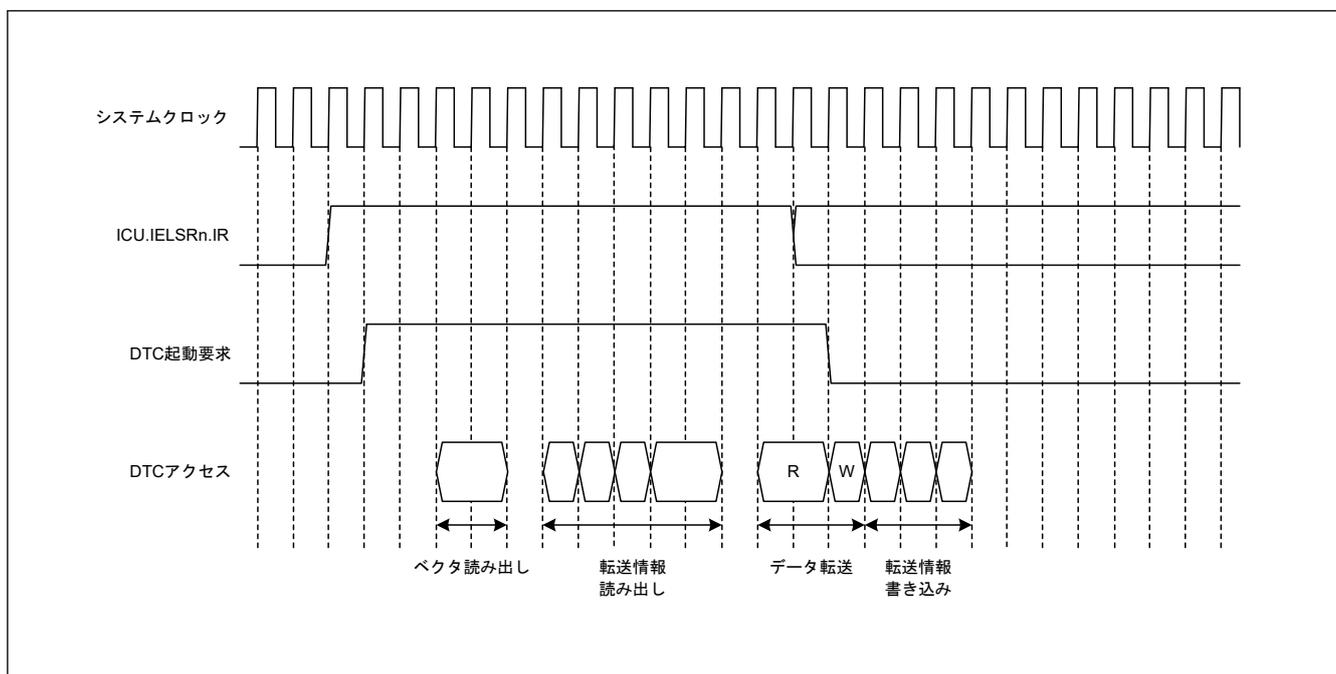 システムクロック
ICU.IELSRn.IR
DTC起動要求
DTCアクセス
R
W
ベクタ読み出し
転送情報
読み出し
データ転送
転送情報
書き込み